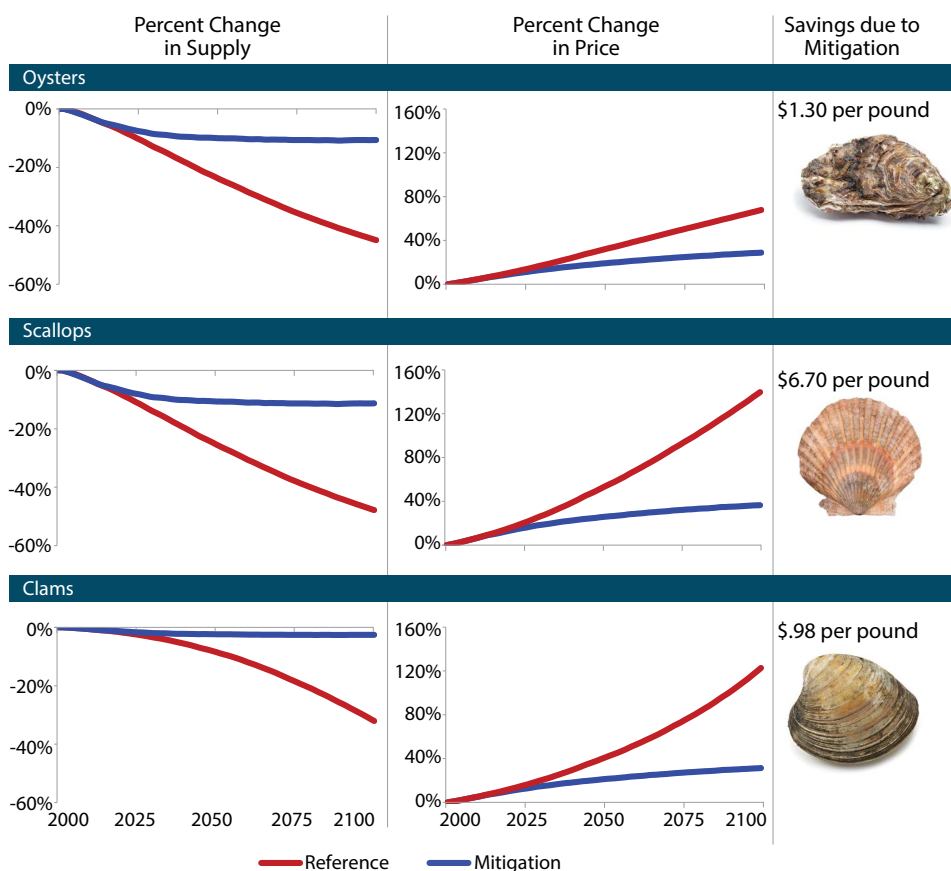 Percent Change
in Supply
Percent Change
in Price
Savings due to
Mitigation
Oysters
0%
-20%
-40%
-60%
160%
120%
80%
40%
0%
$1.30 per pound
Scallops
0%
-20%
-40%
-60%
160%
120%
80%
40%
0%
$6.70 per pound
Clams
0%
-20%
-40%
-60%
2000 2025 2050 2075 2100
160%
120%
80%
40%
0%
2000 2025 2050 2075 2100
$.98 per pound
Reference Mitigation